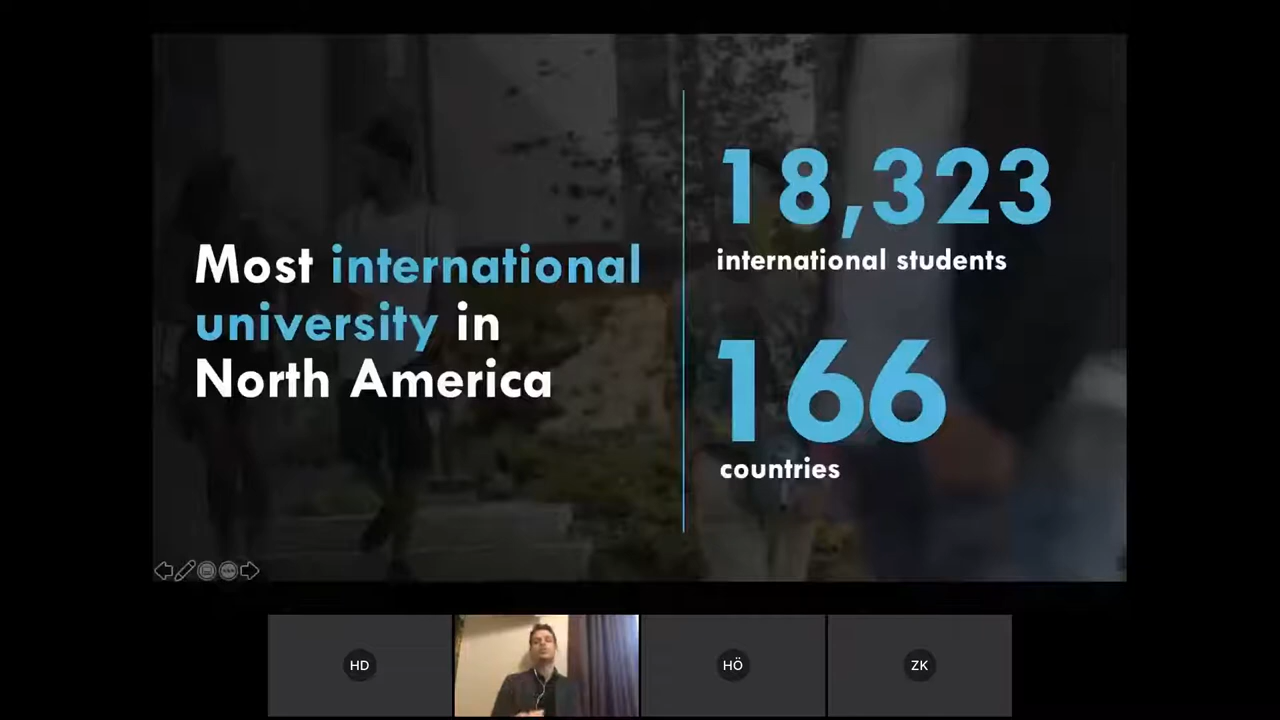 Most international
university in
North America
18,323
international students
166
countries
HD
HÖ
ZK